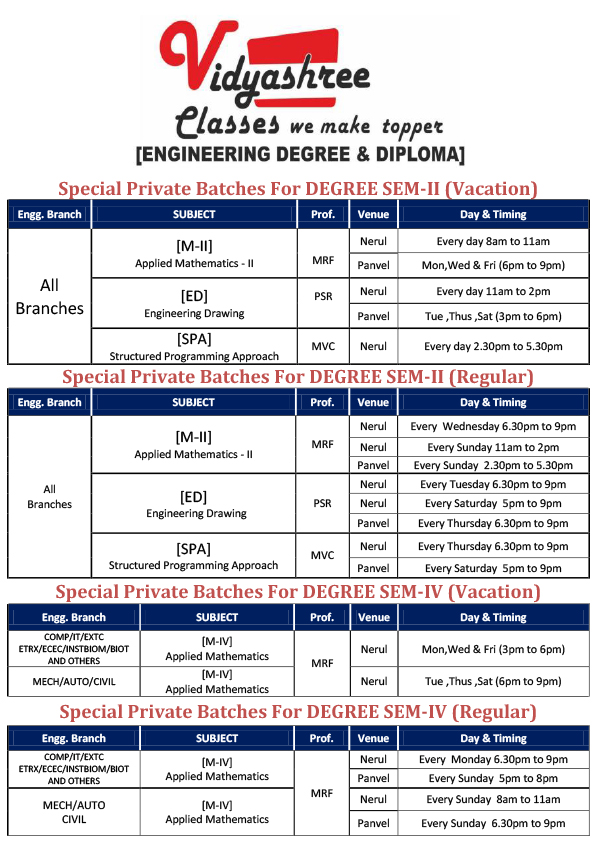 Vidyashree
Classes we make topper
[ENGINEERING DEGREE & DIPLOMA]
Special Private Batches For DEGREE SEM-II (Vacation)
Engg. Branch SUBJECT Prof. Venue Day & Timing
All
Branches
[M-II]
Applied Mathematics - II
MRF
Nerul Every day 8am to 11am
Panvel Mon,Wed & Fri (6pm to 9pm)
[ED]
Engineering Drawing
PSR
Nerul Every day 11am to 2pm
Panvel Tue ,Thus ,Sat (3pm to 6pm)
[SPA]
Structured Programming Approach
MVC Nerul Every day 2.30pm to 5.30pm
Special Private Batches For DEGREE SEM-II (Regular)
Engg. Branch SUBJECT Prof. Venue Day & Timing
All
Branches
[M-II]
Applied Mathematics - II
MRF
Nerul Every Wednesday 6.30pm to 9pm
Nerul Every Sunday 11am to 2pm
Panvel Every Sunday 2.30pm to 5.30pm
[ED]
Engineering Drawing
PSR
Nerul Every Tuesday 6.30pm to 9pm
Nerul Every Saturday 5pm to 9pm
Panvel Every Thursday 6.30pm to 9pm
[SPA]
Structured Programming Approach
MVC
Nerul Every Thursday 6.30pm to 9pm
Panvel Every Saturday 5pm to 9pm
Special Private Batches For DEGREE SEM-IV (Vacation)
Engg. Branch SUBJECT Prof. Venue Day & Timing
COMP/IT/EXTC
ETRX/ECEC/INSTBIOM/BIOT
AND OTHERS
[M-IV]
Applied Mathematics
MRF
Nerul Mon,Wed & Fri (3pm to 6pm)
MECH/AUTO/CIVIL
[M-IV]
Applied Mathematics
Nerul Tue ,Thus ,Sat (6pm to 9pm)
Special Private Batches For DEGREE SEM-IV (Regular)
Engg. Branch SUBJECT Prof. Venue Day & Timing
COMP/IT/EXTC
ETRX/ECEC/INSTBIOM/BIOT
AND OTHERS
[M-IV]
Applied Mathematics
MRF
Nerul Every Monday 6.30pm to 9pm
Panvel Every Sunday 5pm to 8pm
MECH/AUTO
CIVIL
[M-IV]
Applied Mathematics
Nerul Every Sunday 8am to 11am
Panvel Every Sunday 6.30pm to 9pm